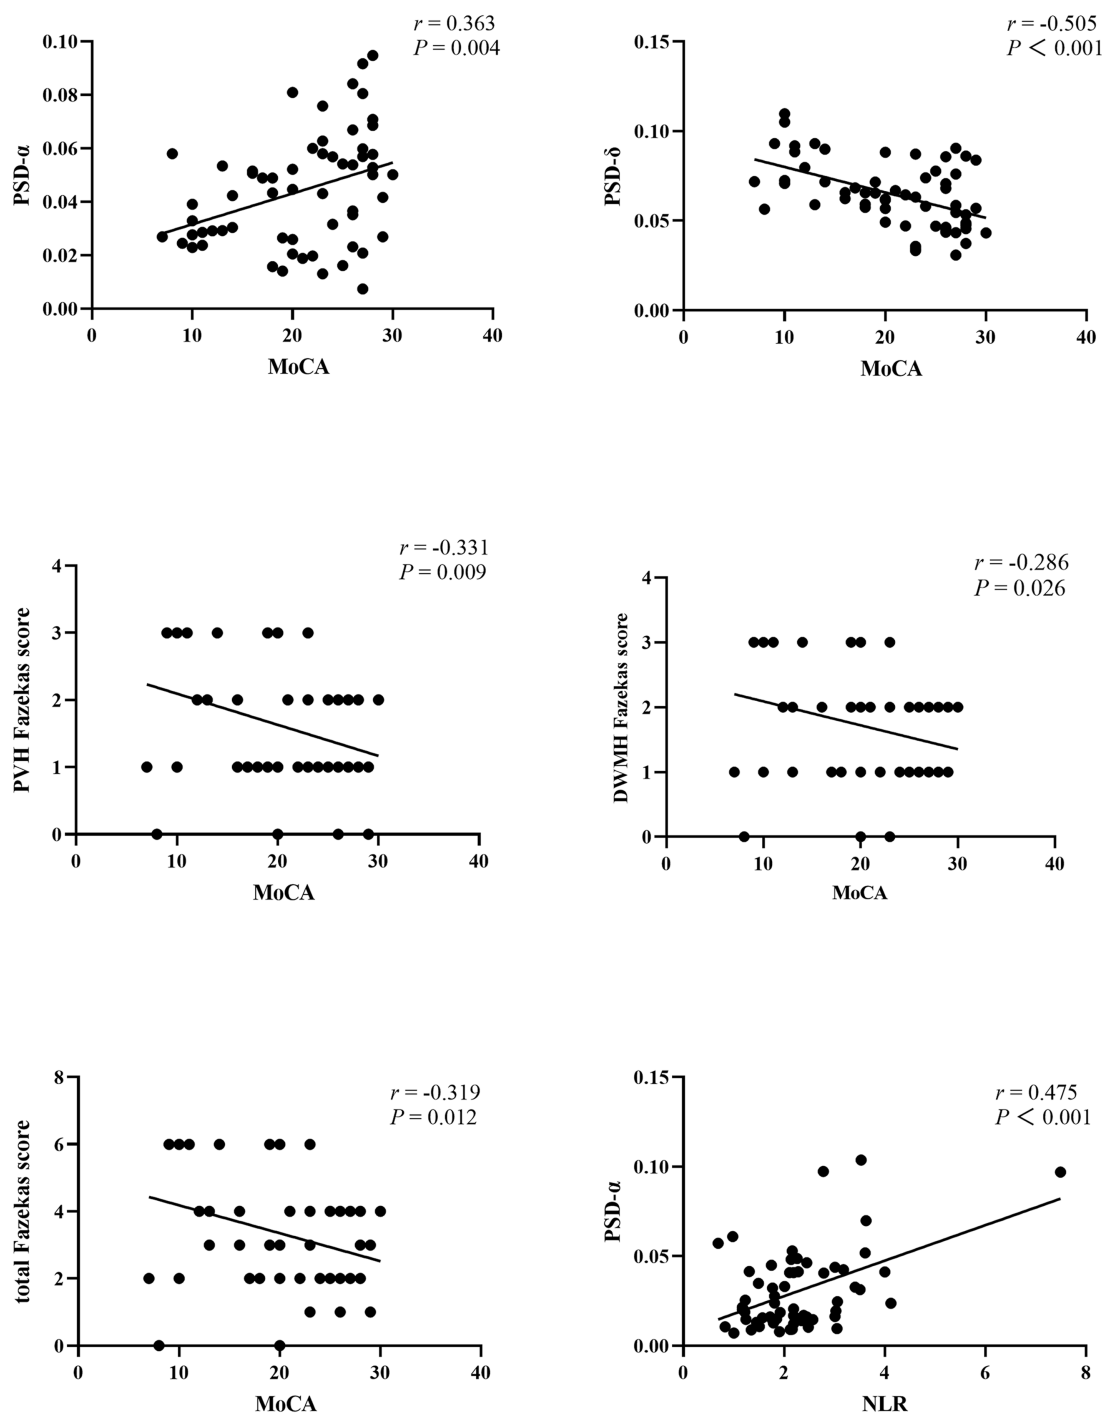 r = 0.363
P = 0.004
0.10
0.08
0.06
0.04
0.02
0.00
PSD-α
0 10 20 30 40
MoCA
r = -0.505
P < 0.001
0.15
0.10
0.05
0.00
PSD-δ
0 10 20 30 40
MoCA
r = -0.331
P = 0.009
4
3
2
1
0
PVH Fazekas score
0 10 20 30 40
MoCA
r = -0.286
P = 0.026
4
3
2
1
0
DWMH Fazekas score
0 10 20 30 40
MoCA
r = -0.319
P = 0.012
8
6
4
2
0
total Fazekas score
0 10 20 30 40
MoCA
r = 0.475
P < 0.001
0.15
0.10
0.05
0.00
PSD-α
0 2 4 6 8
NLR